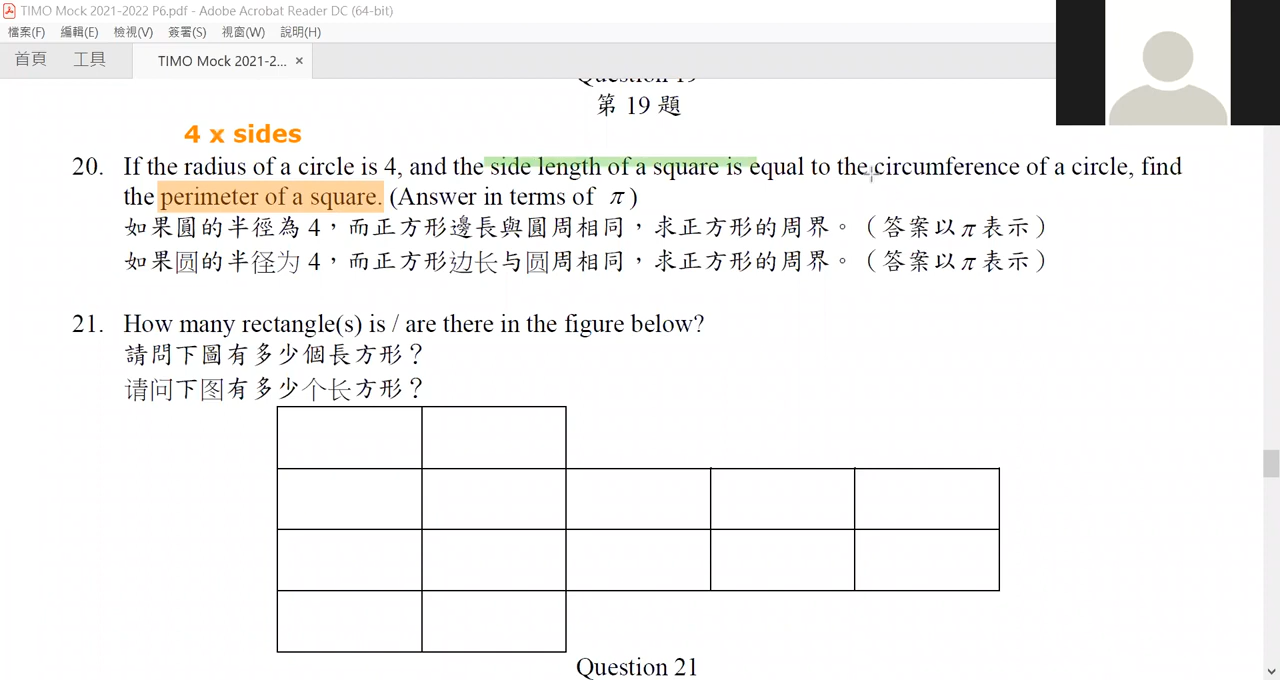 TIMO Mock 2021-2022 P6.pdf - Adobe Acrobat Reader DC (64-bit)
檔案(F) 編輯(E) 檢視(V) 簽署(S) 視窗(W) 說明(H)
首頁 工具 TIMO Mock 2021-2... ×
Question 19
第 19 題
4 x sides
20. If the radius of a circle is 4, and the side length of a square is equal to the circumference of a circle, find
the perimeter of a square. (Answer in terms of π)
如果圓的半徑為 4，而正方形邊長與圓周相同，求正方形的周界。（答案以π表示）
如果圆的半径为 4，而正方形边长与圆周相同，求正方形的周界。（答案以π表示）
21. How many rectangle(s) is / are there in the figure below?
請問下圖有多少個長方形？
请问下图有多少个长方形？
Question 21